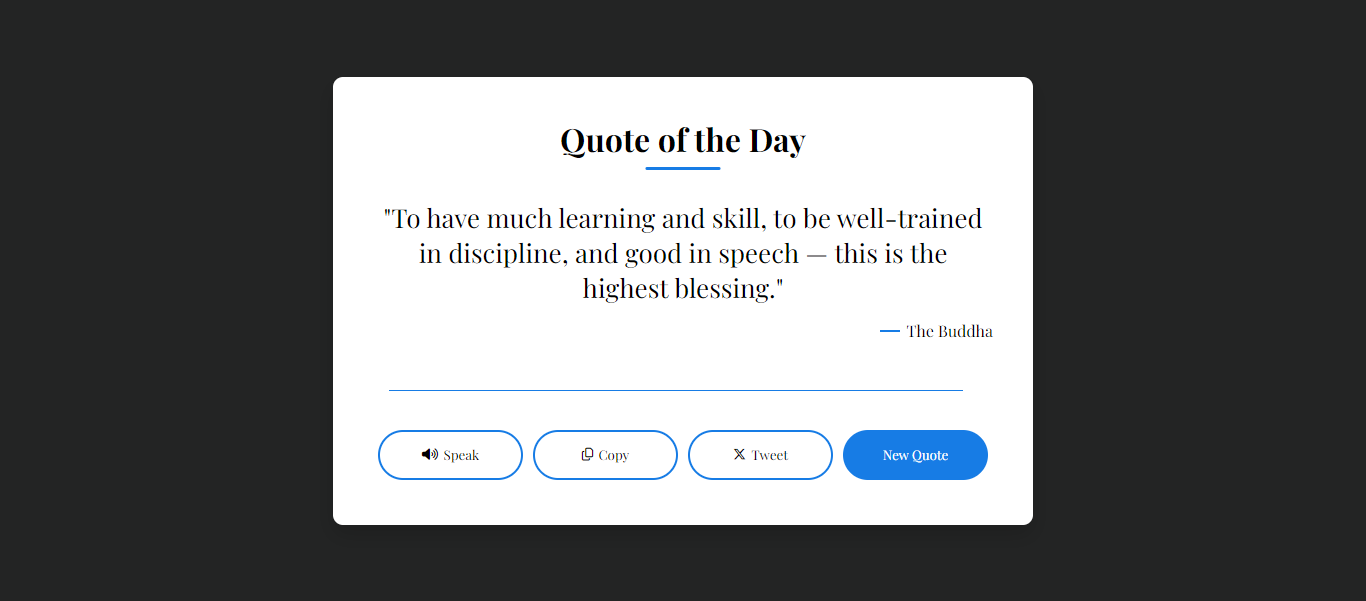 Quote of the Day
"To have much learning and skill, to be well-trained
in discipline, and good in speech — this is the
highest blessing."
— The Buddha
Speak
Copy
Tweet
New Quote